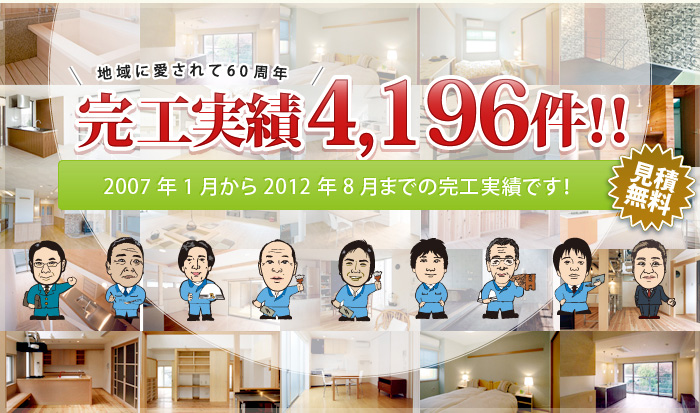 地域に愛されて60周年
完工実績4,196件!!
2007年1月から2012年8月までの完工実績です!
見積
無料